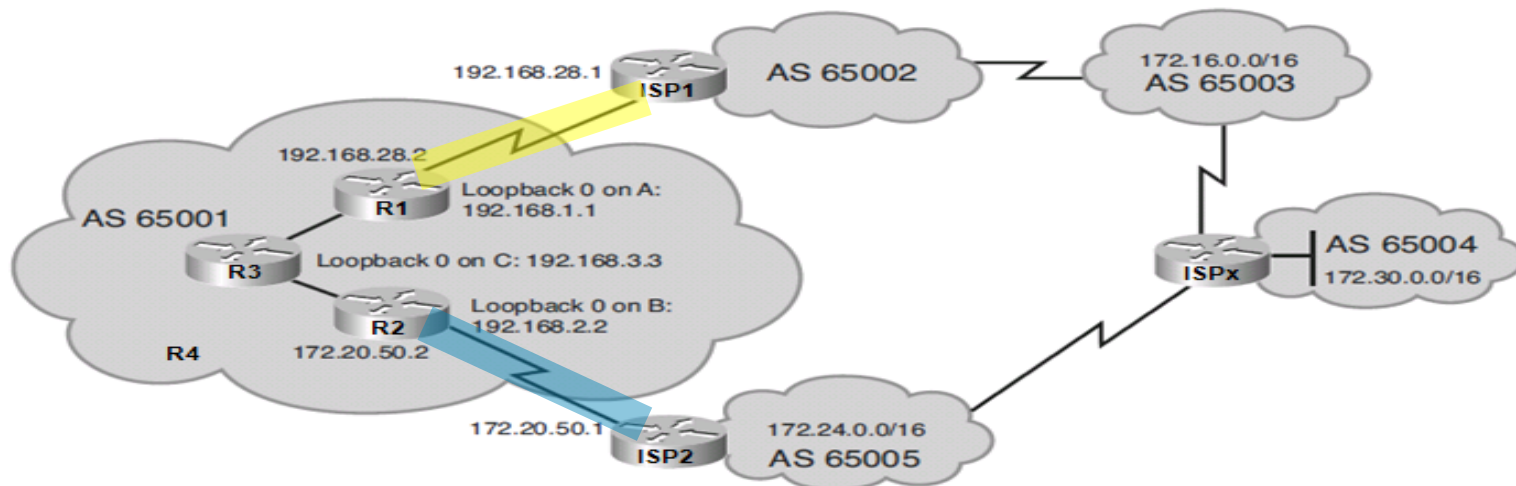 192.168.28.1
ISP1
AS 65002
172.16.0.0/16
AS 65003
192.168.28.2
R1
Loopback 0 on A:
192.168.1.1
AS 65001
R3
Loopback 0 on C: 192.168.3.3
R2
Loopback 0 on B:
192.168.2.2
R4
172.20.50.2
ISPx
AS 65004
172.30.0.0/16
172.20.50.1
ISP2
172.24.0.0/16
AS 65005